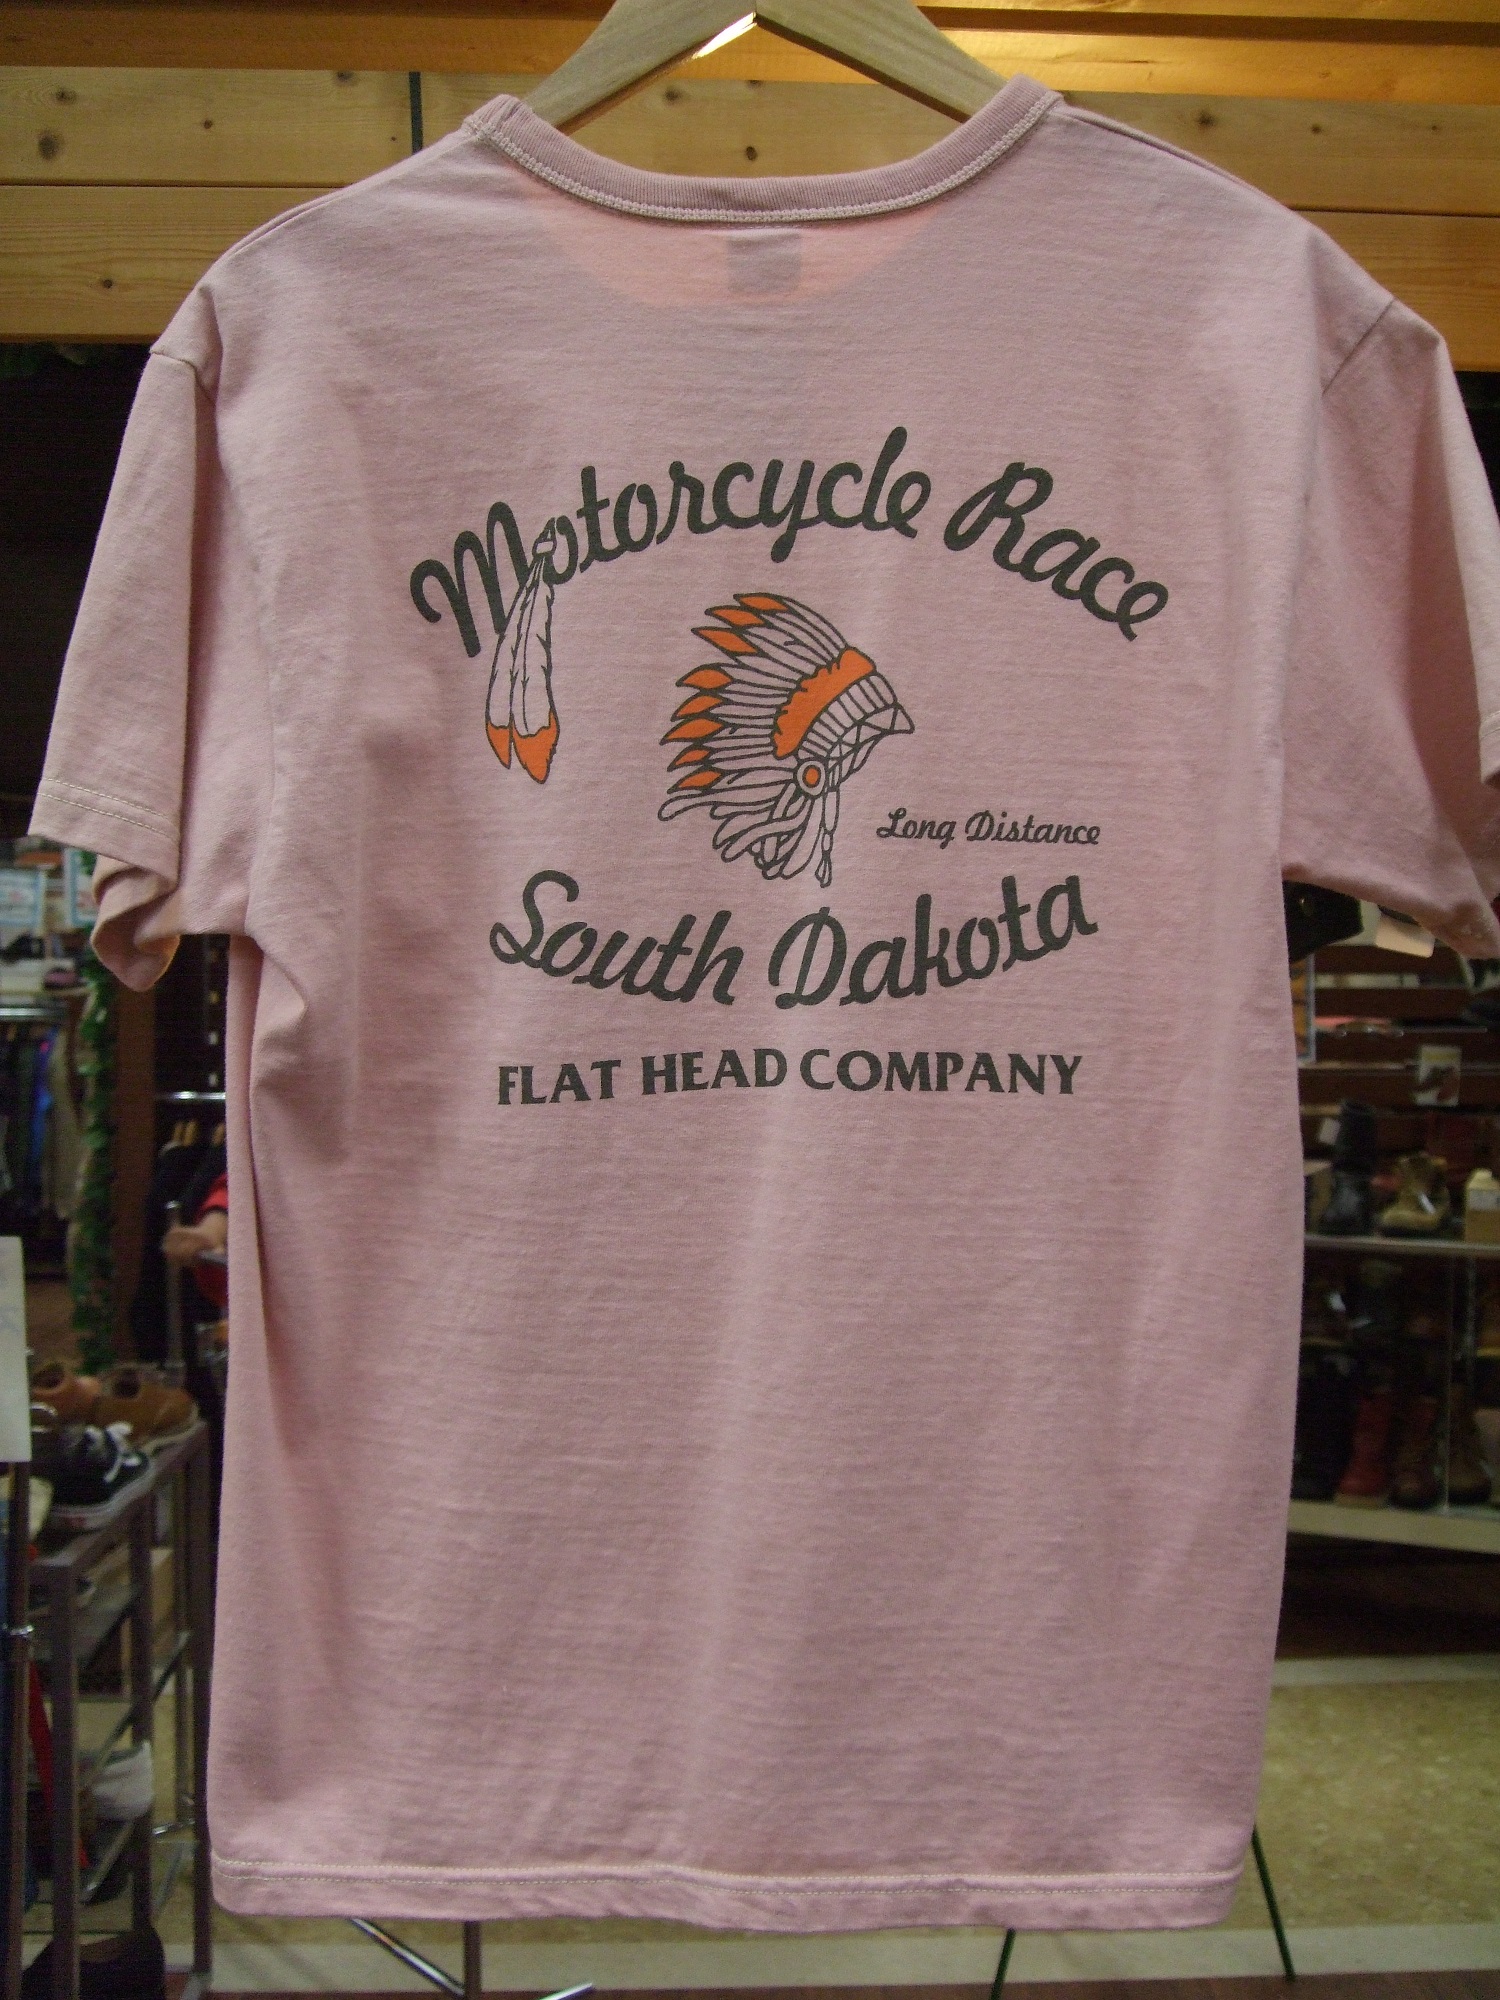 Motorcycle Race
Long Distance
South Dakota
FLAT HEAD COMPANY